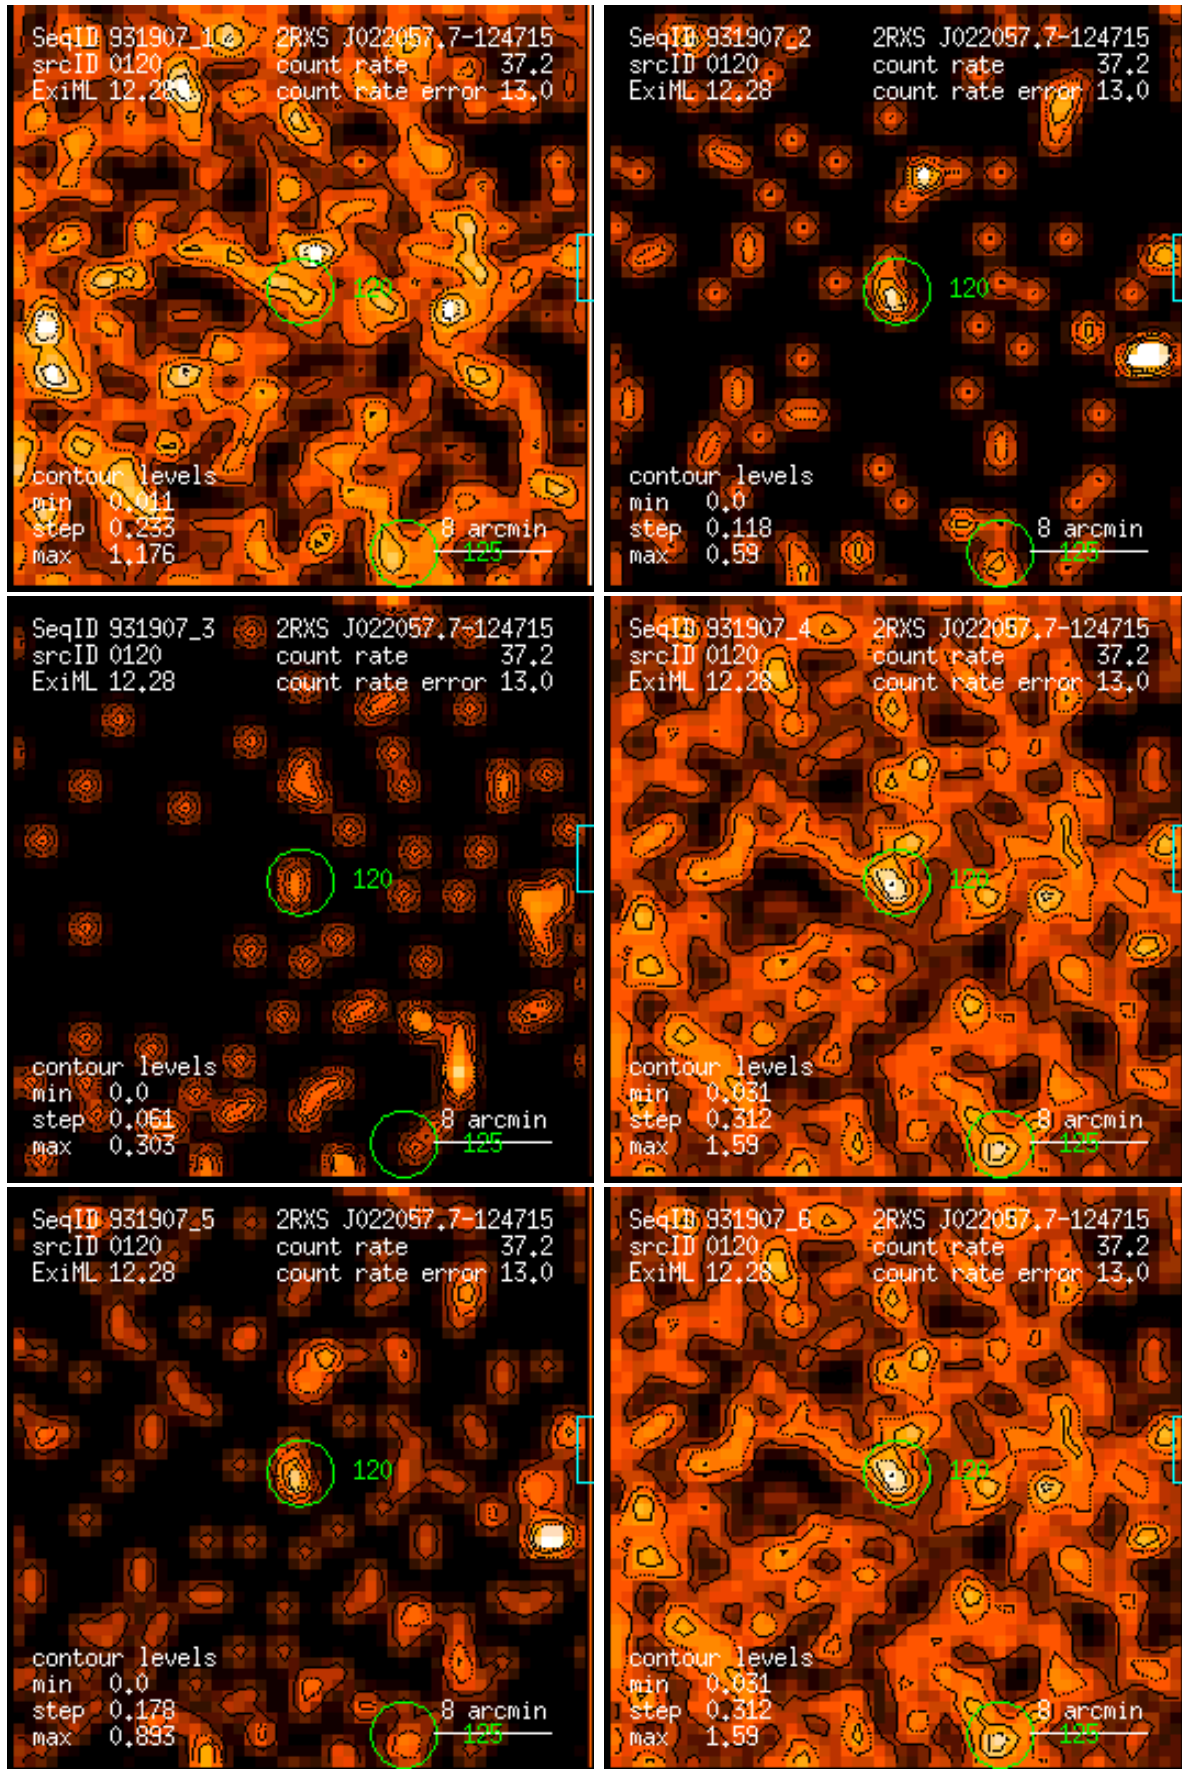 SeqID 931907_1 2RXS J022057.7-124715
srcID 0120 count rate 37.2
ExiML 12.28 count rate error 13.0
120
contour levels
min 0.011
step 0.233 8 arcmin
max 1.176 125
SeqID 931907_2 2RXS J022057.7-124715
srcID 0120 count rate 37.2
ExiML 12.28 count rate error 13.0
120
contour levels
min 0.0
step 0.118 8 arcmin
max 0.59 125
SeqID 931907_3 2RXS J022057.7-124715
srcID 0120 count rate 37.2
ExiML 12.28 count rate error 13.0
120
contour levels
min 0.0
step 0.061 8 arcmin
max 0.303 125
SeqID 931907_4 2RXS J022057.7-124715
srcID 0120 count rate 37.2
ExiML 12.28 count rate error 13.0
120
contour levels
min 0.031
step 0.312 8 arcmin
max 1.59 125
SeqID 931907_5 2RXS J022057.7-124715
srcID 0120 count rate 37.2
ExiML 12.28 count rate error 13.0
120
contour levels
min 0.0
step 0.178 8 arcmin
max 0.893 125
SeqID 931907_6 2RXS J022057.7-124715
srcID 0120 count rate 37.2
ExiML 12.28 count rate error 13.0
120
contour levels
min 0.031
step 0.312 8 arcmin
max 1.59 125